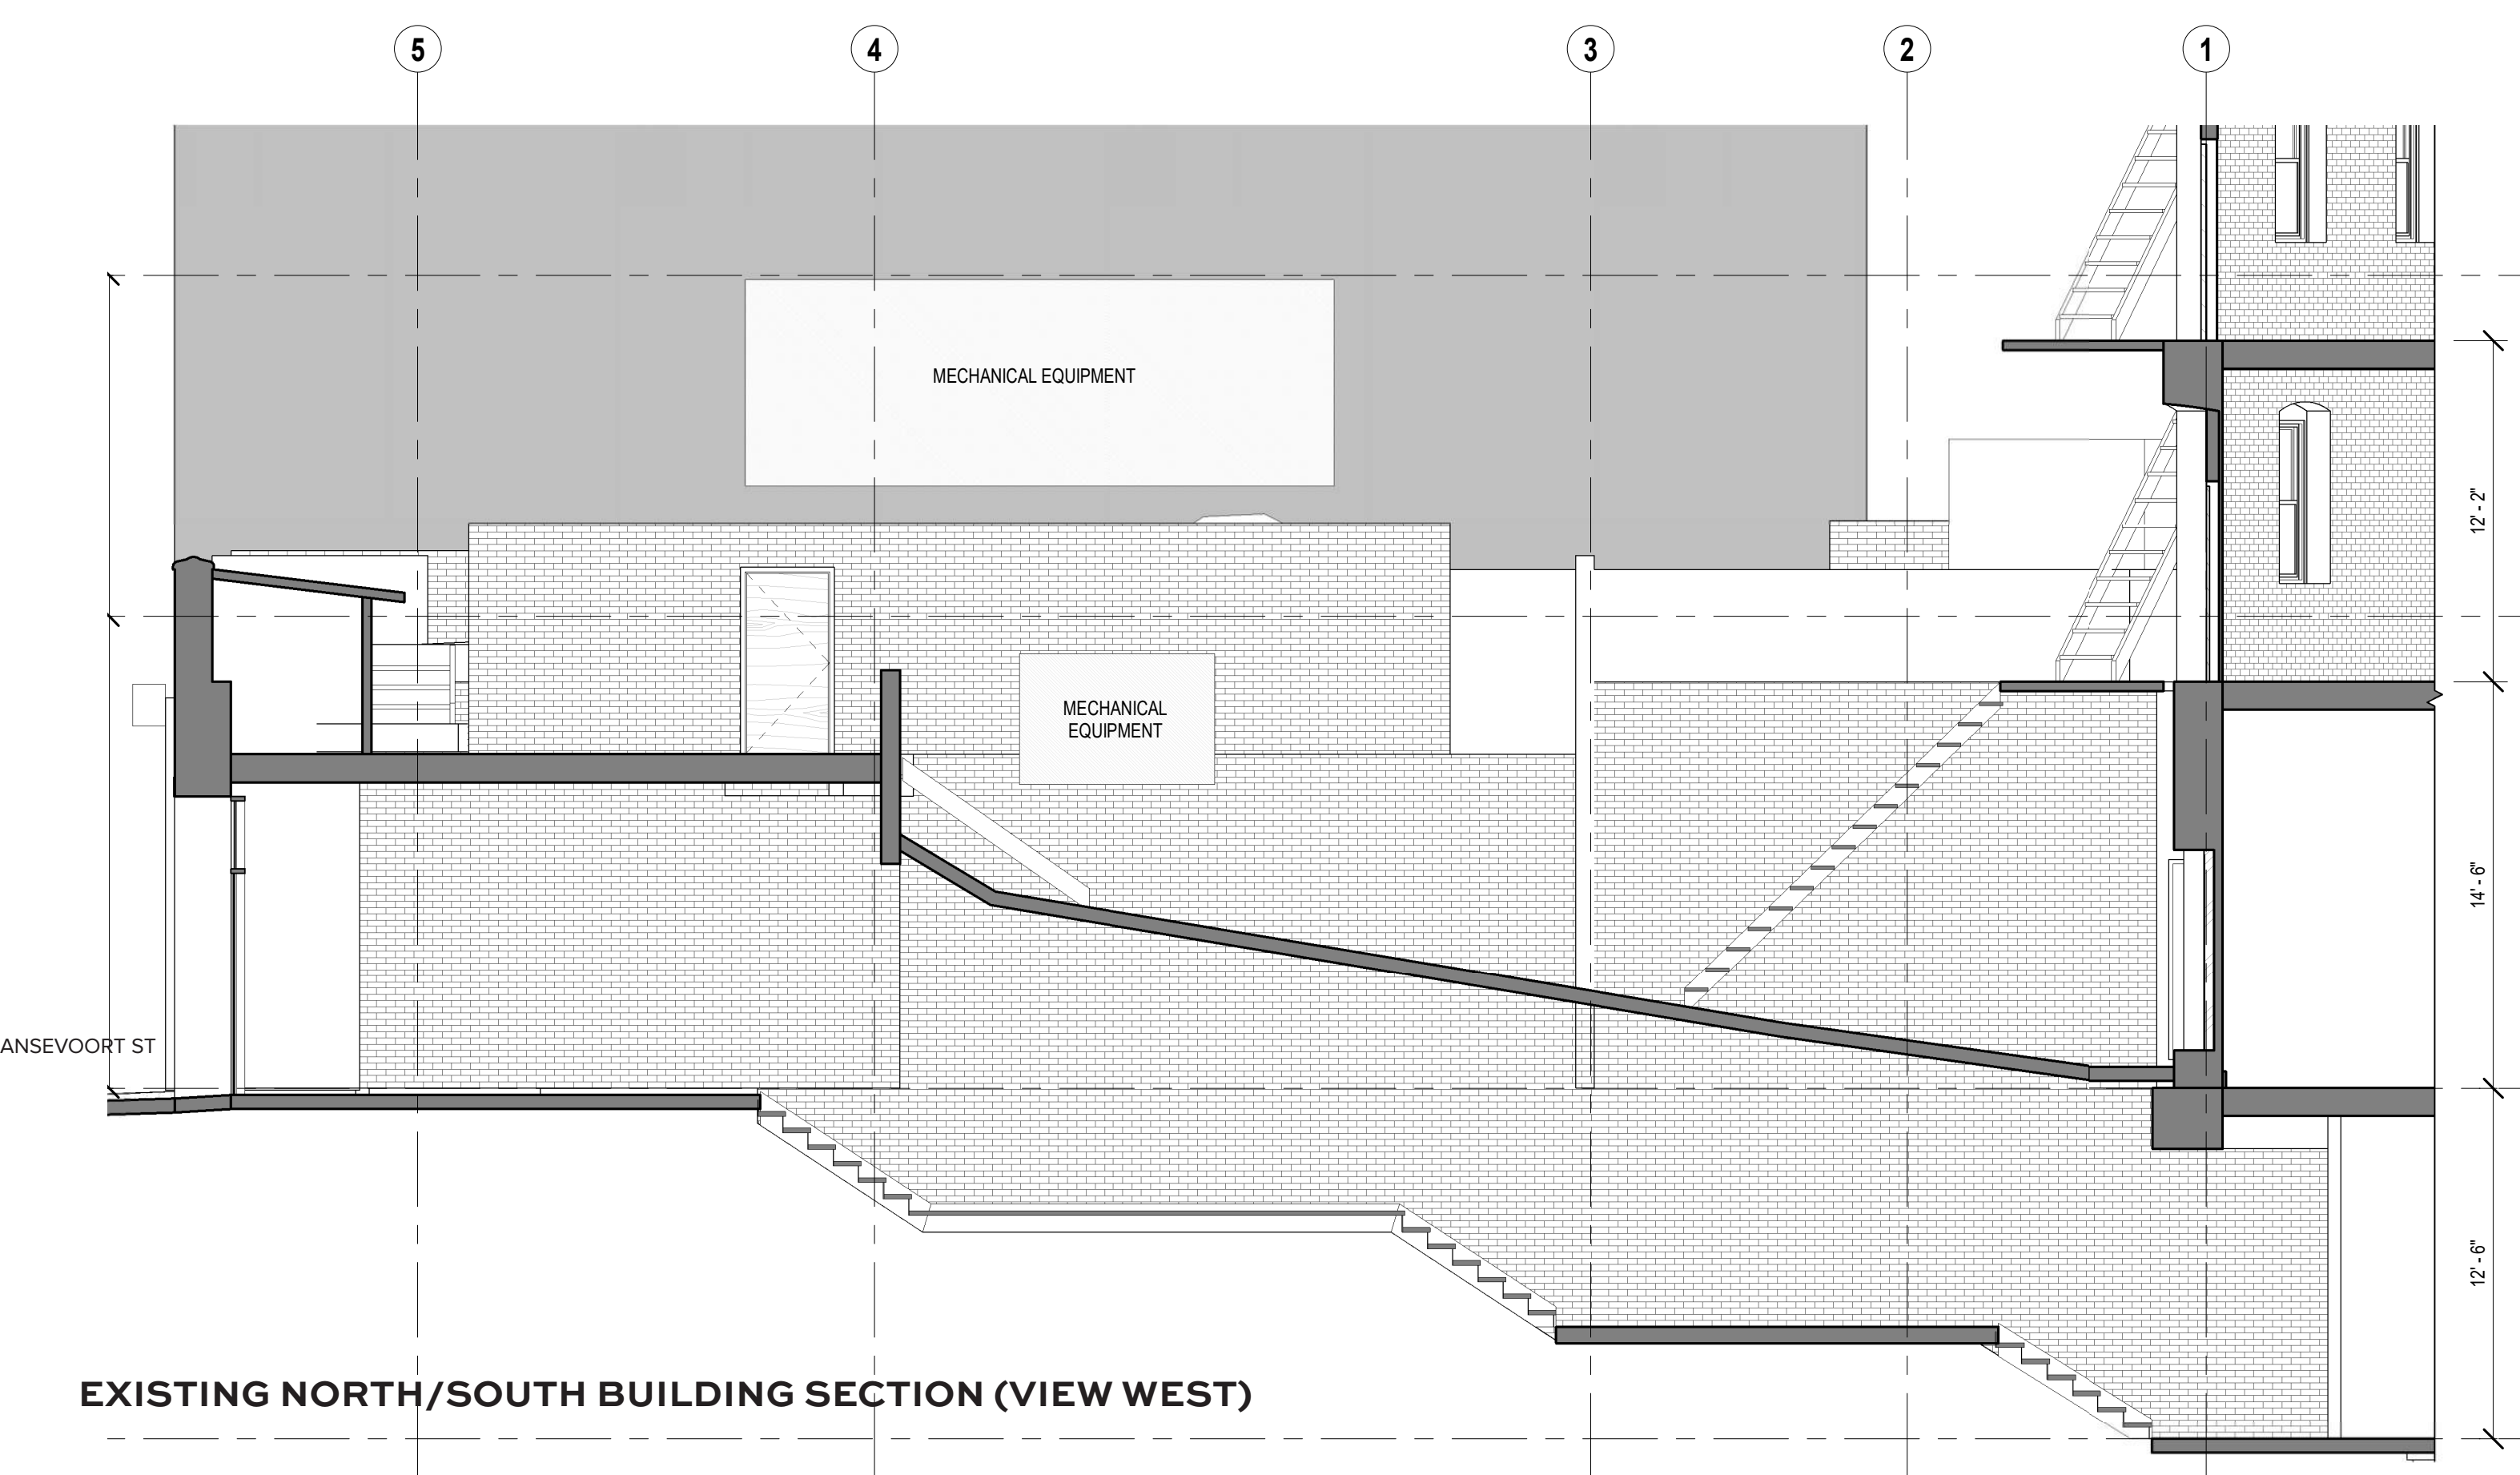 5 4 3 2 1
MECHANICAL EQUIPMENT
12' - 2"
MECHANICAL
EQUIPMENT
14' - 6"
ANSEVOORT ST
12' - 6"
EXISTING NORTH/SOUTH BUILDING SECTION (VIEW WEST)